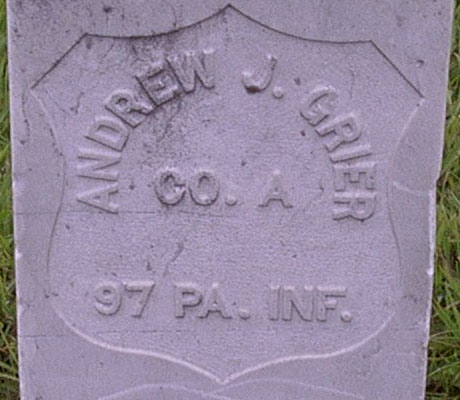 ANDREW J. GRIER
CO. A
97 PA. INF.